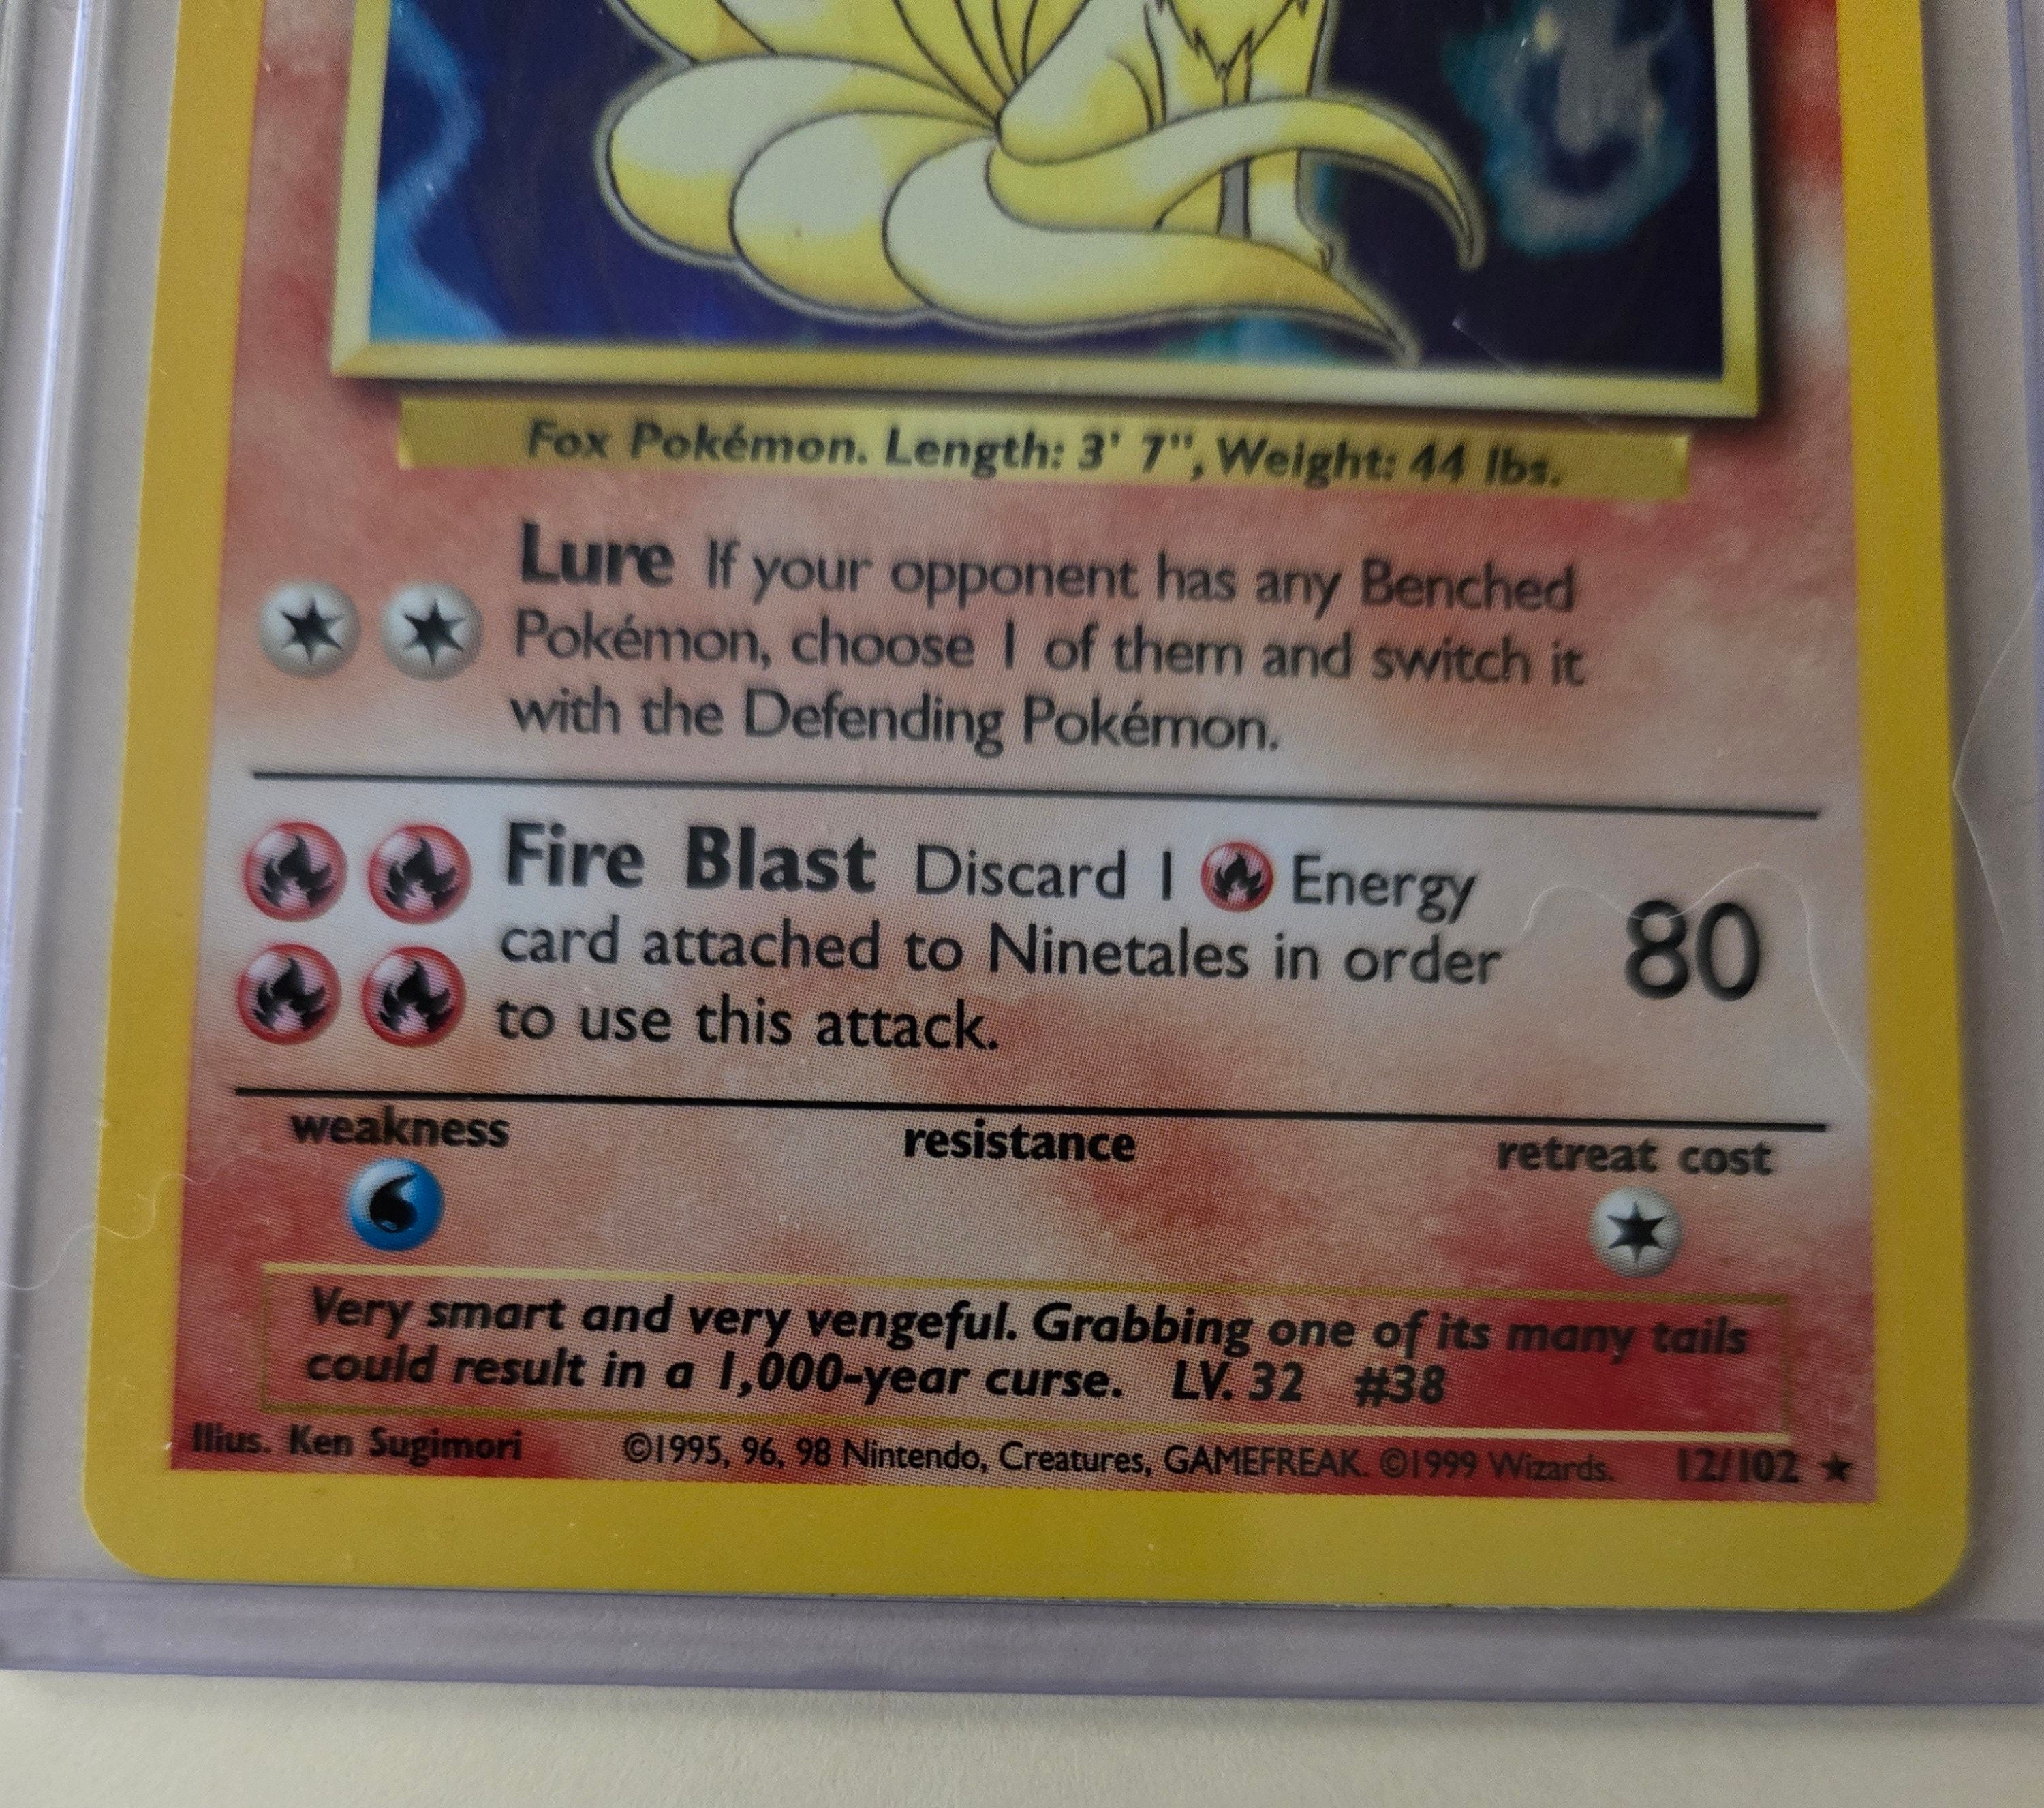 Fox Pokémon. Length: 3' 7", Weight: 44 lbs.
Lure If your opponent has any Benched
Pokémon, choose 1 of them and switch it
with the Defending Pokémon.
Fire Blast Discard 1 Energy
card attached to Ninetales in order
to use this attack.
80
weakness resistance retreat cost
Very smart and very vengeful. Grabbing one of its many tails
could result in a 1,000-year curse. LV. 32 #38
Illus. Ken Sugimori ©1995, 96, 98 Nintendo, Creatures, GAMEFREAK. ©1999 Wizards. 12/102 ★